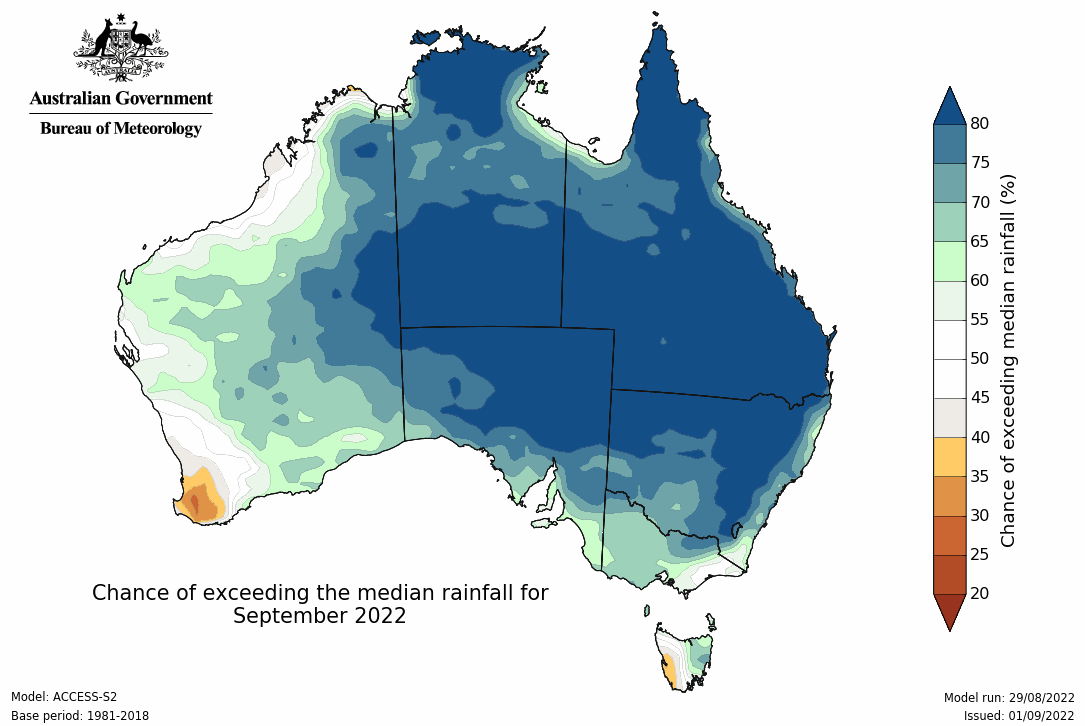 Australian Government
Bureau of Meteorology
80
75
70
65
60
55
50
45
40
35
30
25
20
Chance of exceeding median rainfall (%)
Chance of exceeding the median rainfall for
September 2022
Model: ACCESS-S2
Base period: 1981-2018
Model run: 29/08/2022
Issued: 01/09/2022